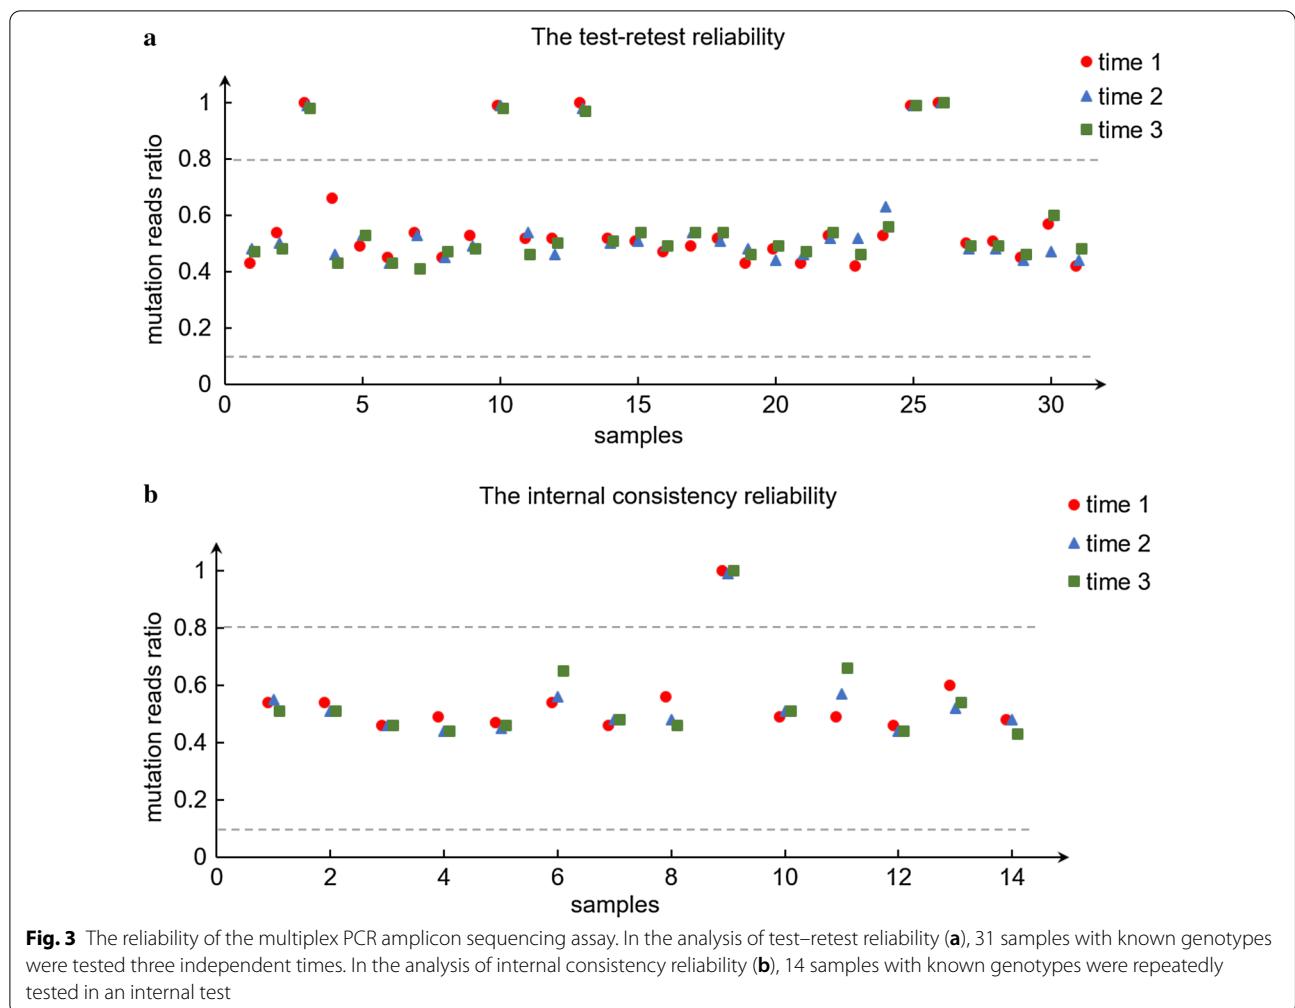 a
The test-retest reliability
time 1
time 2
time 3
mutation reads ratio
1
0.8
0.6
0.4
0.2
0
0 5 10 15 20 25 30
samples
b
The internal consistency reliability
time 1
time 2
time 3
mutation reads ratio
1
0.8
0.6
0.4
0.2
0
0 2 4 6 8 10 12 14
samples
Fig. 3 The reliability of the multiplex PCR amplicon sequencing assay. In the analysis of test–retest reliability (a), 31 samples with known genotypes
were tested three independent times. In the analysis of internal consistency reliability (b), 14 samples with known genotypes were repeatedly
tested in an internal test